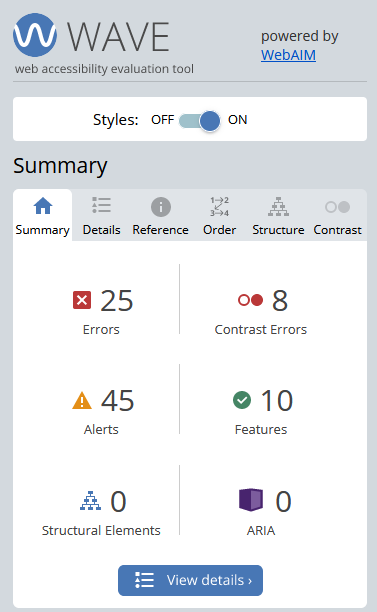 WAVE
web accessibility evaluation tool
powered by
WebAIM
Styles: OFF ON
Summary
Summary Details Reference Order Structure Contrast
25 8
Errors Contrast Errors
45 10
Alerts Features
0 0
Structural Elements ARIA
View details ›